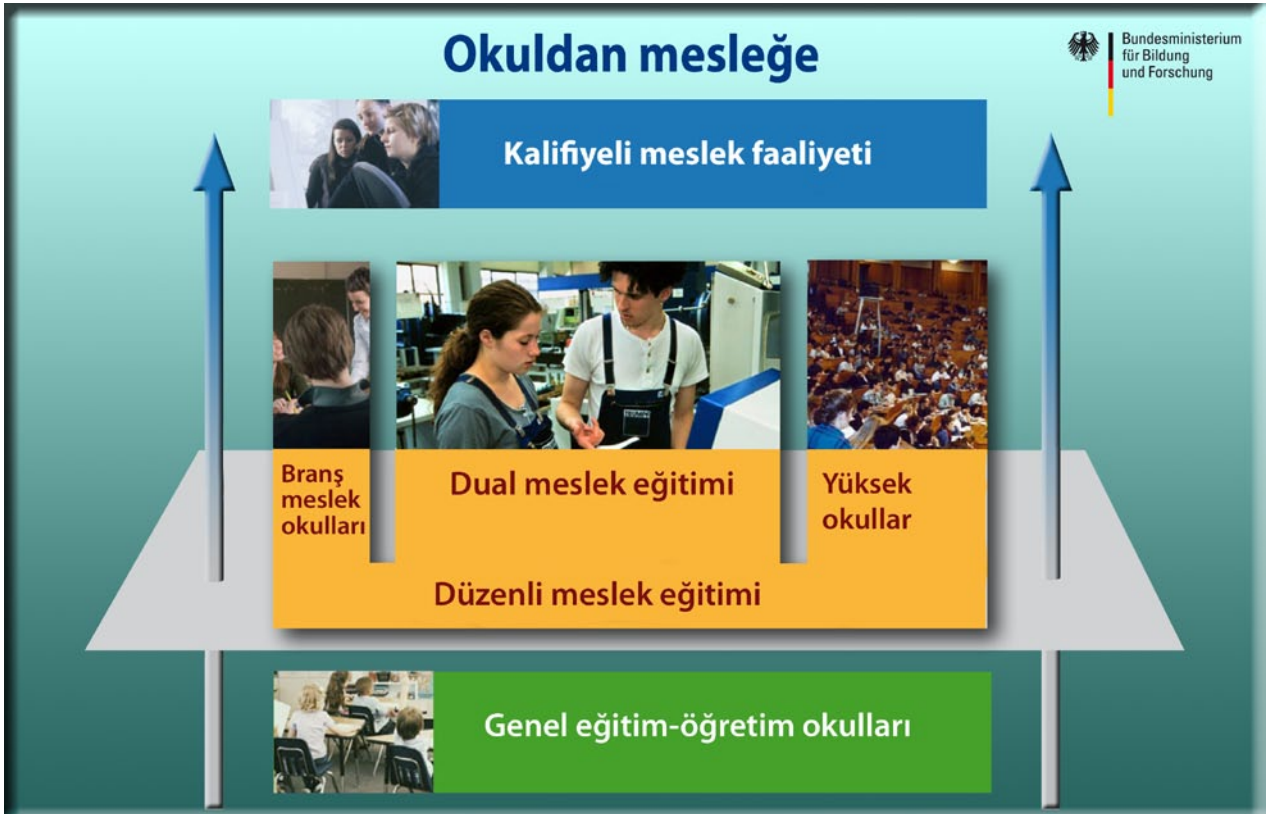 Okuldan mesleğe
Bundesministerium
für Bildung
und Forschung
Kalifiyeli meslek faaliyeti
Branş
meslek
okulları
Dual meslek eğitimi
Yüksek
okullar
Düzenli meslek eğitimi
Genel eğitim-öğretim okulları